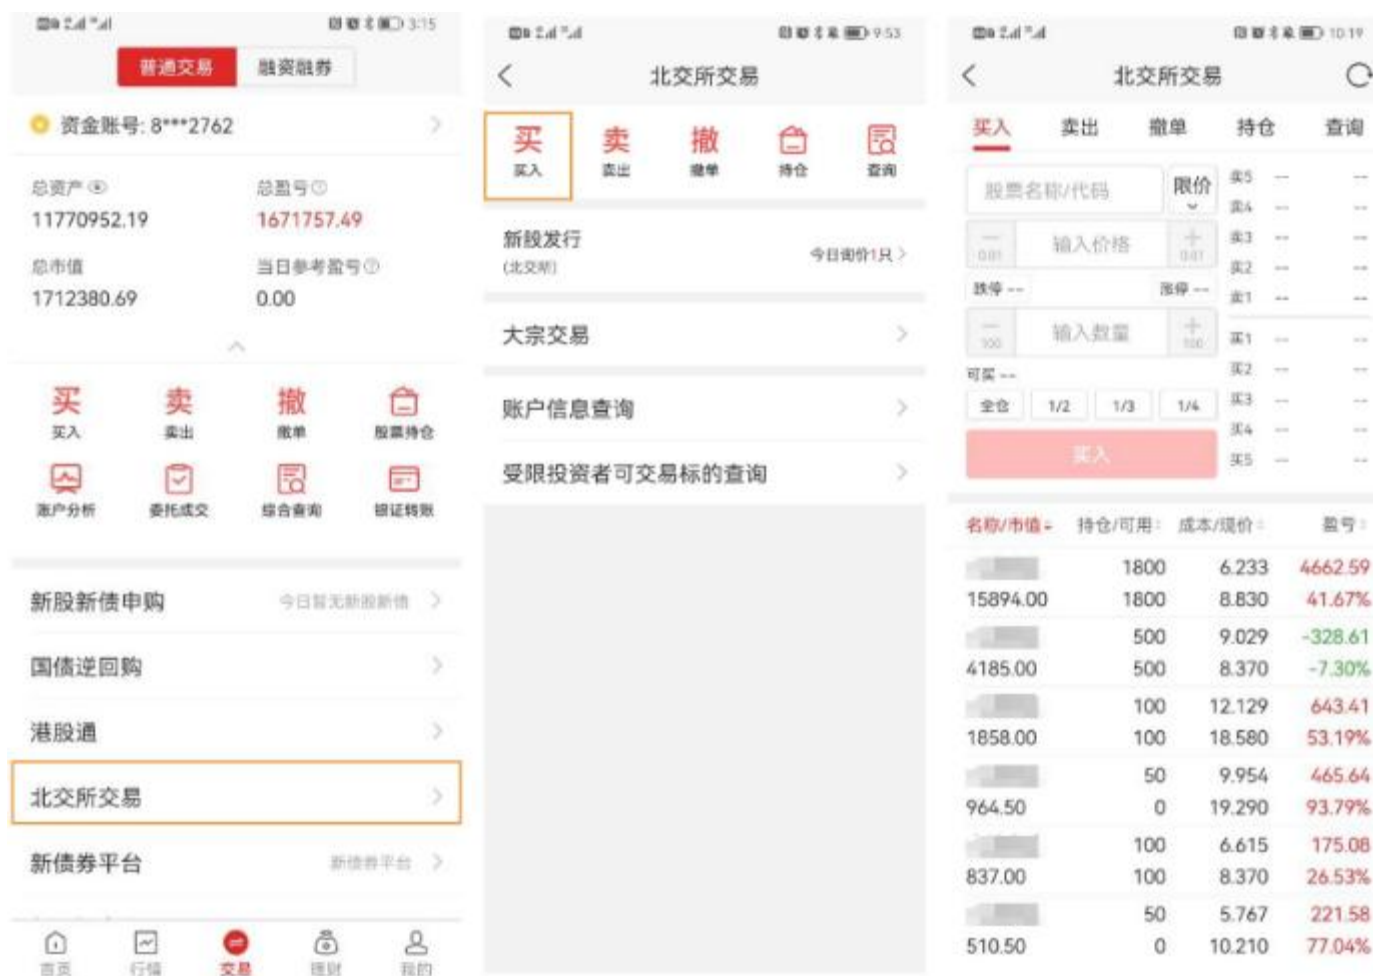 3:15
普通交易 融资融券
资金账号: 8***2762
总资产 总盈亏
11770952.19 1671757.49
总市值 当日参考盈亏
1712380.69 0.00
买 卖 撤
买入 卖出 撤单 股票持仓
账户分析 委托成交 综合查询 银证转账
新股新债申购 今日暂无新股新债
国债逆回购
港股通
北交所交易
新债券平台 新债券平台
首页 行情 交易 理财 我的
9:53
北交所交易
买 卖 撤
买入 卖出 撤单 持仓 查询
新股发行
(北交所) 今日询价1只
大宗交易
账户信息查询
受限投资者可交易标的查询
10:19
北交所交易
买入 卖出 撤单 持仓 查询
股票名称/代码 限价
输入价格
0.01 0.01
跌停 -- 涨停 --
输入数量
100 100
可买 --
全仓 1/2 1/3 1/4
买入
卖5 -- --
卖4 -- --
卖3 -- --
卖2 -- --
卖1 -- --
买1 -- --
买2 -- --
买3 -- --
买4 -- --
买5 -- --
名称/市值 持仓/可用 成本/现价 盈亏
1800 6.233 4662.59
15894.00 1800 8.830 41.67%
500 9.029 -328.61
4185.00 500 8.370 -7.30%
100 12.129 643.41
1858.00 100 18.580 53.19%
50 9.954 465.64
964.50 0 19.290 93.79%
100 6.615 175.08
837.00 100 8.370 26.53%
50 5.767 221.58
510.50 0 10.210 77.04%